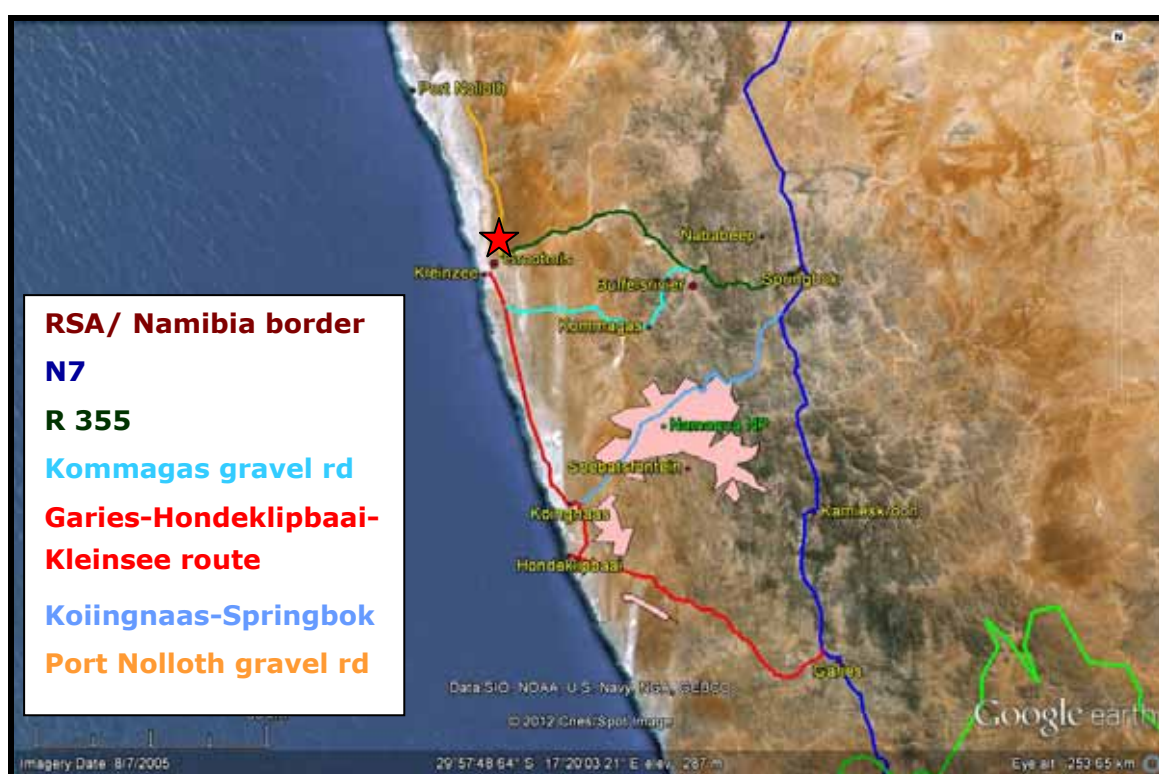 N
Port Nolloth
Nababeep
Grootmis
Kleinzee
Springbok
Buffelsrivier
Kommagas
RSA/ Namibia border
N7
R 355
Kommagas gravel rd
Garies-Hondeklipbaai-
Kleinsee route
Koiingnaas-Springbok
Port Nolloth gravel rd
Namaqua NP
Soebatsfontein
Koingnaas
Kamieskroon
Hondeklipbaai
Garies
Data SIO, NOAA, U.S. Navy, NGA, GEBCO
© 2012 Cnes/Spot Image
Google earth
Imagery Date: 8/7/2005
29°57'48.64" S 17°20'03.21" E elev 287 m
Eye alt 253.65 km